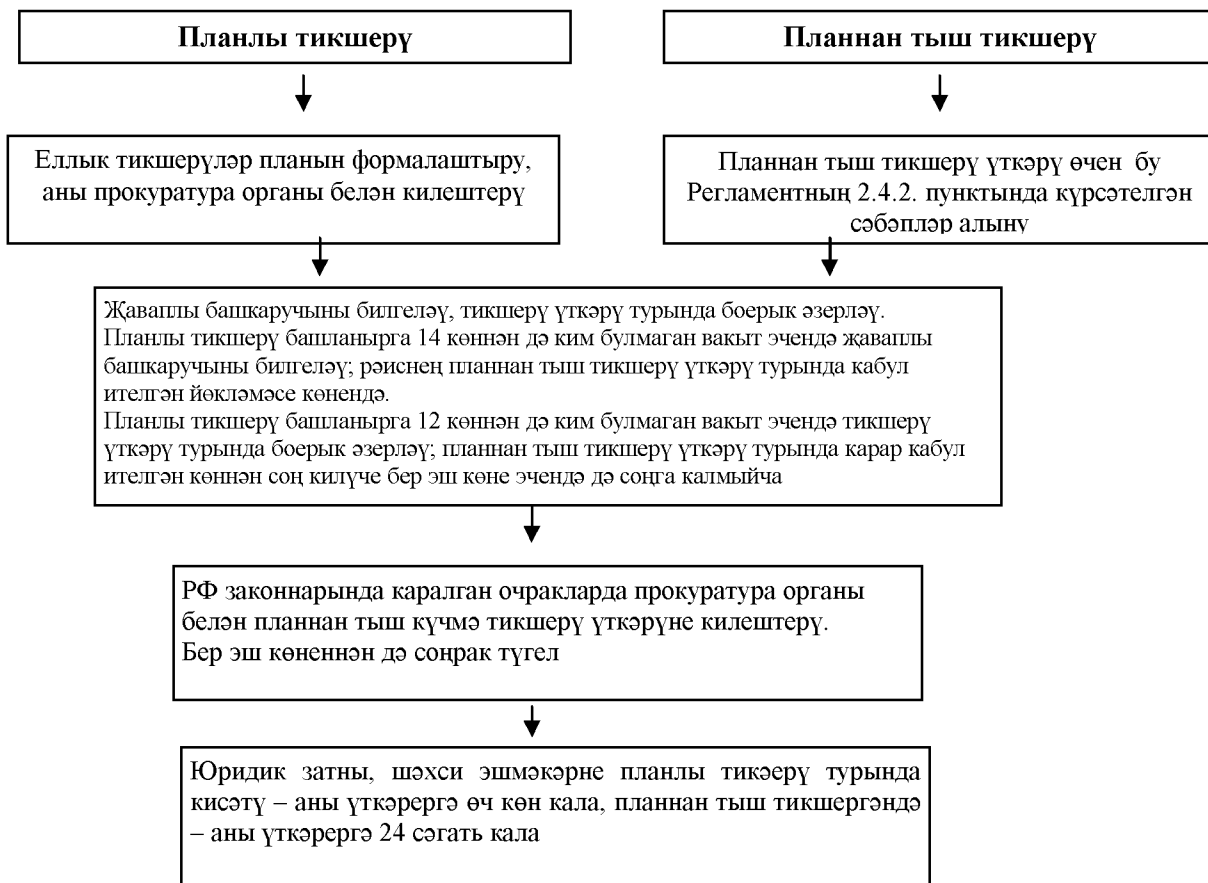 Планлы тикшерү
Планнан тыш тикшерү
Еллык тикшерүләр планын формалаштыру,
аны прокуратура органы белән килештерү
Планнан тыш тикшерү үткәрү өчен бу
Регламентның 2.4.2. пунктында күрсәтелгән
сәбәпләр алыну
Җаваплы башкаручыны билгеләү, тикшерү үткәрү турында боерык әзерләү.
Планлы тикшерү башланырга 14 көннән дә ким булмаган вакыт эчендә җаваплы
башкаручыны билгеләү; рәиснең планнан тыш тикшерү үткәрү турында кабул
ителгән йөкләмәсе көнендә.
Планлы тикшерү башланырга 12 көннән дә ким булмаган вакыт эчендә тикшерү
үткәрү турында боерык әзерләү; планнан тыш тикшерү үткәрү турында карар кабул
ителгән көннән соң килүче бер эш көне эчендә дә соңга калмыйча
РФ законнарында каралган очракларда прокуратура органы
белән планнан тыш күчмә тикшерү үткәрүне килештерү.
Бер эш көненнән дә соңрак түгел
Юридик затны, шәхси эшмәкәрне планлы тикәерү турында
кисәтү – аны үткәрергә өч көн кала, планнан тыш тикшергәндә
– аны үткәрергә 24 сәгать кала